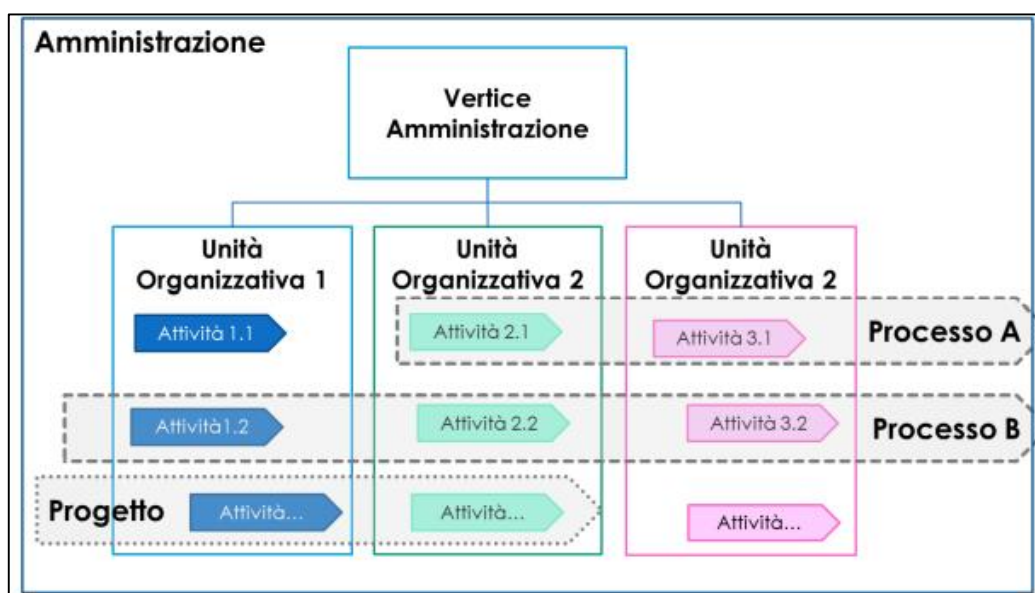 Amministrazione
Vertice
Amministrazione
Unità
Organizzativa 1
Unità
Organizzativa 2
Unità
Organizzativa 2
Attività 1.1
Attività 2.1
Attività 3.1
Processo A
Attività1.2
Attività 2.2
Attività 3.2
Processo B
Progetto
Attività...
Attività...
Attività...